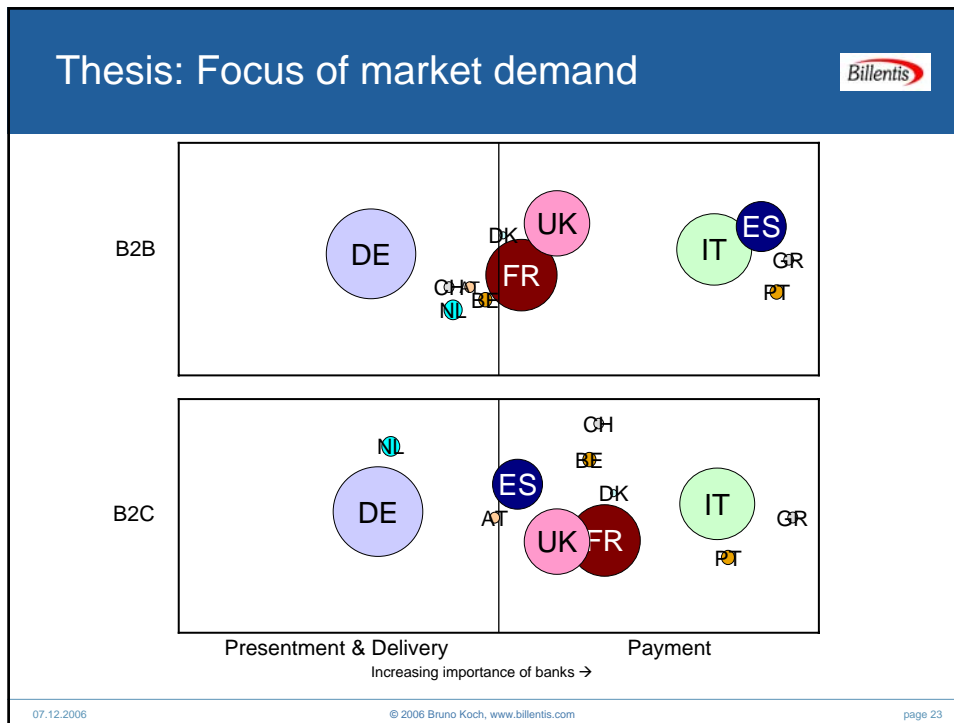 Thesis: Focus of market demand
Billentis
B2B
DE
UK
DK
FR
CH
AT
BE
NL
IT
ES
GR
PT
B2C
NL
DE
CH
BE
ES
DK
AT
UK
FR
IT
GR
PT
Presentment & Delivery
Payment
Increasing importance of banks →
07.12.2006
© 2006 Bruno Koch, www.billentis.com
page 23